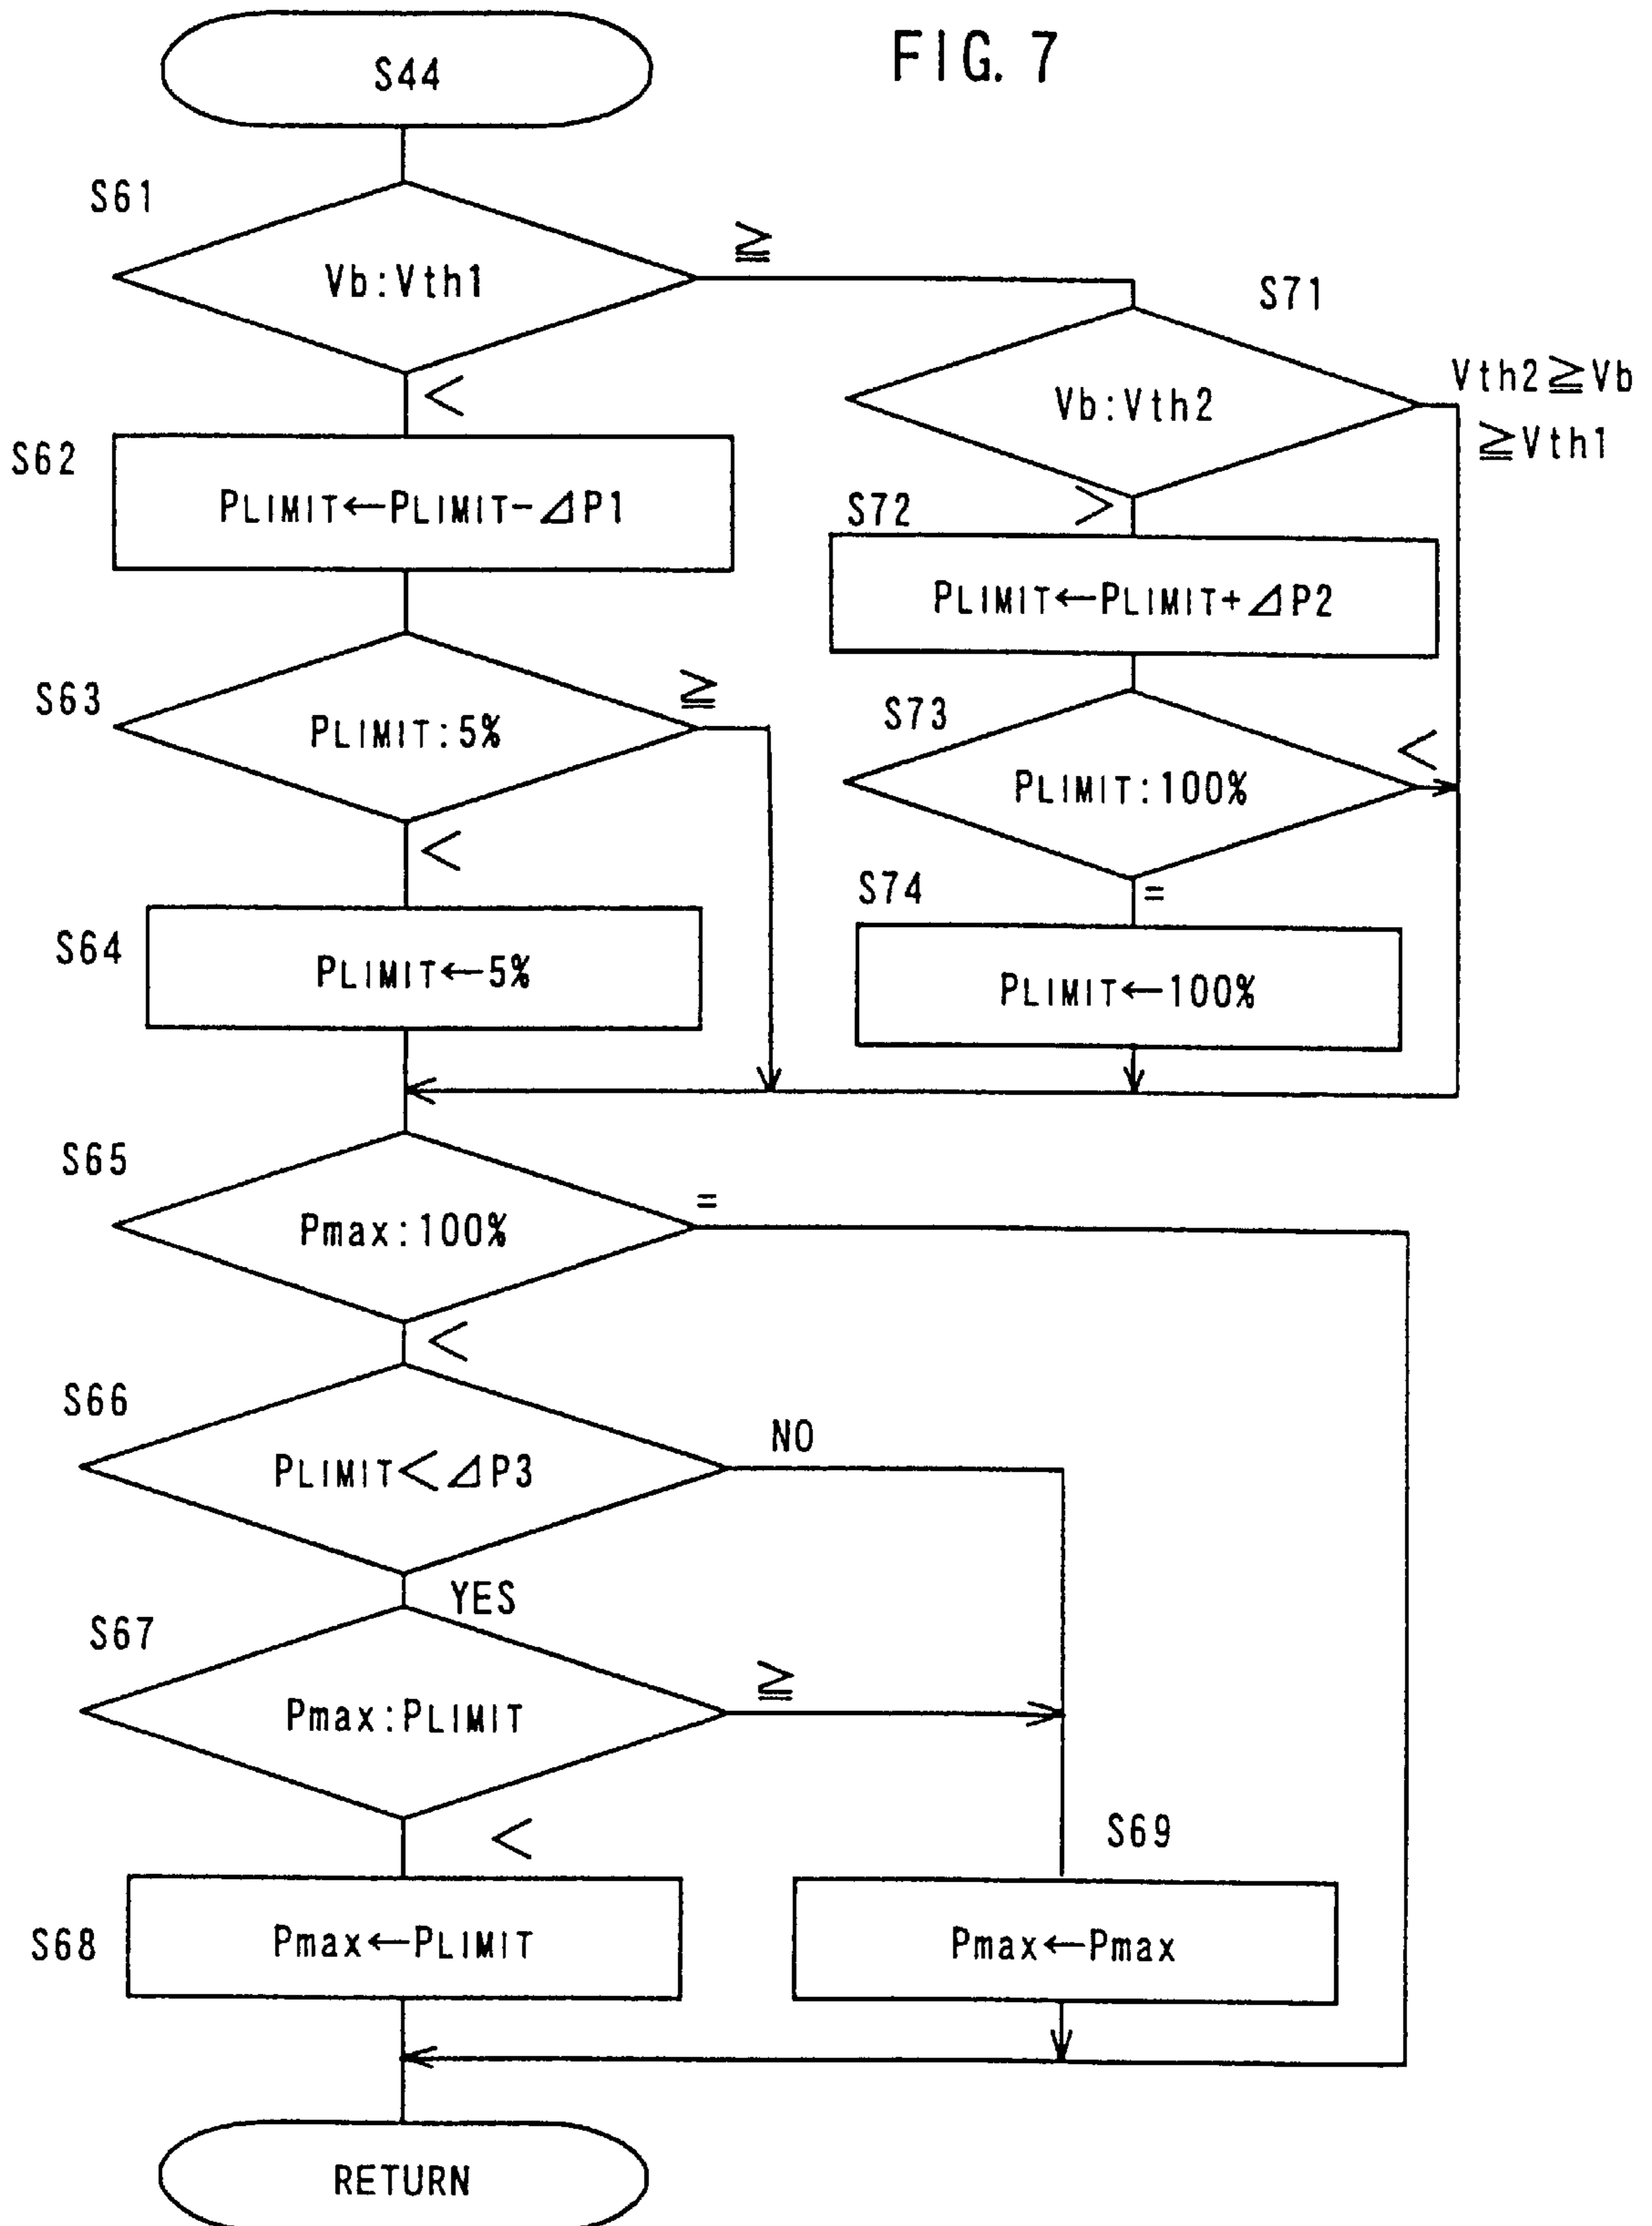 FIG. 7
S44
S61
Vb:Vth1
≧
<
S71
Vb:Vth2
Vth2≧Vb
≧Vth1
>
S62
PLIMIT←PLIMIT-⊿P1
S72
PLIMIT←PLIMIT+⊿P2
S63
PLIMIT:5%
≧
<
S73
PLIMIT:100%
<
=
S64
PLIMIT←5%
S74
PLIMIT←100%
S65
Pmax:100%
=
<
S66
PLIMIT<⊿P3
NO
YES
S67
Pmax:PLIMIT
≧
<
S68
Pmax←PLIMIT
S69
Pmax←Pmax
RETURN